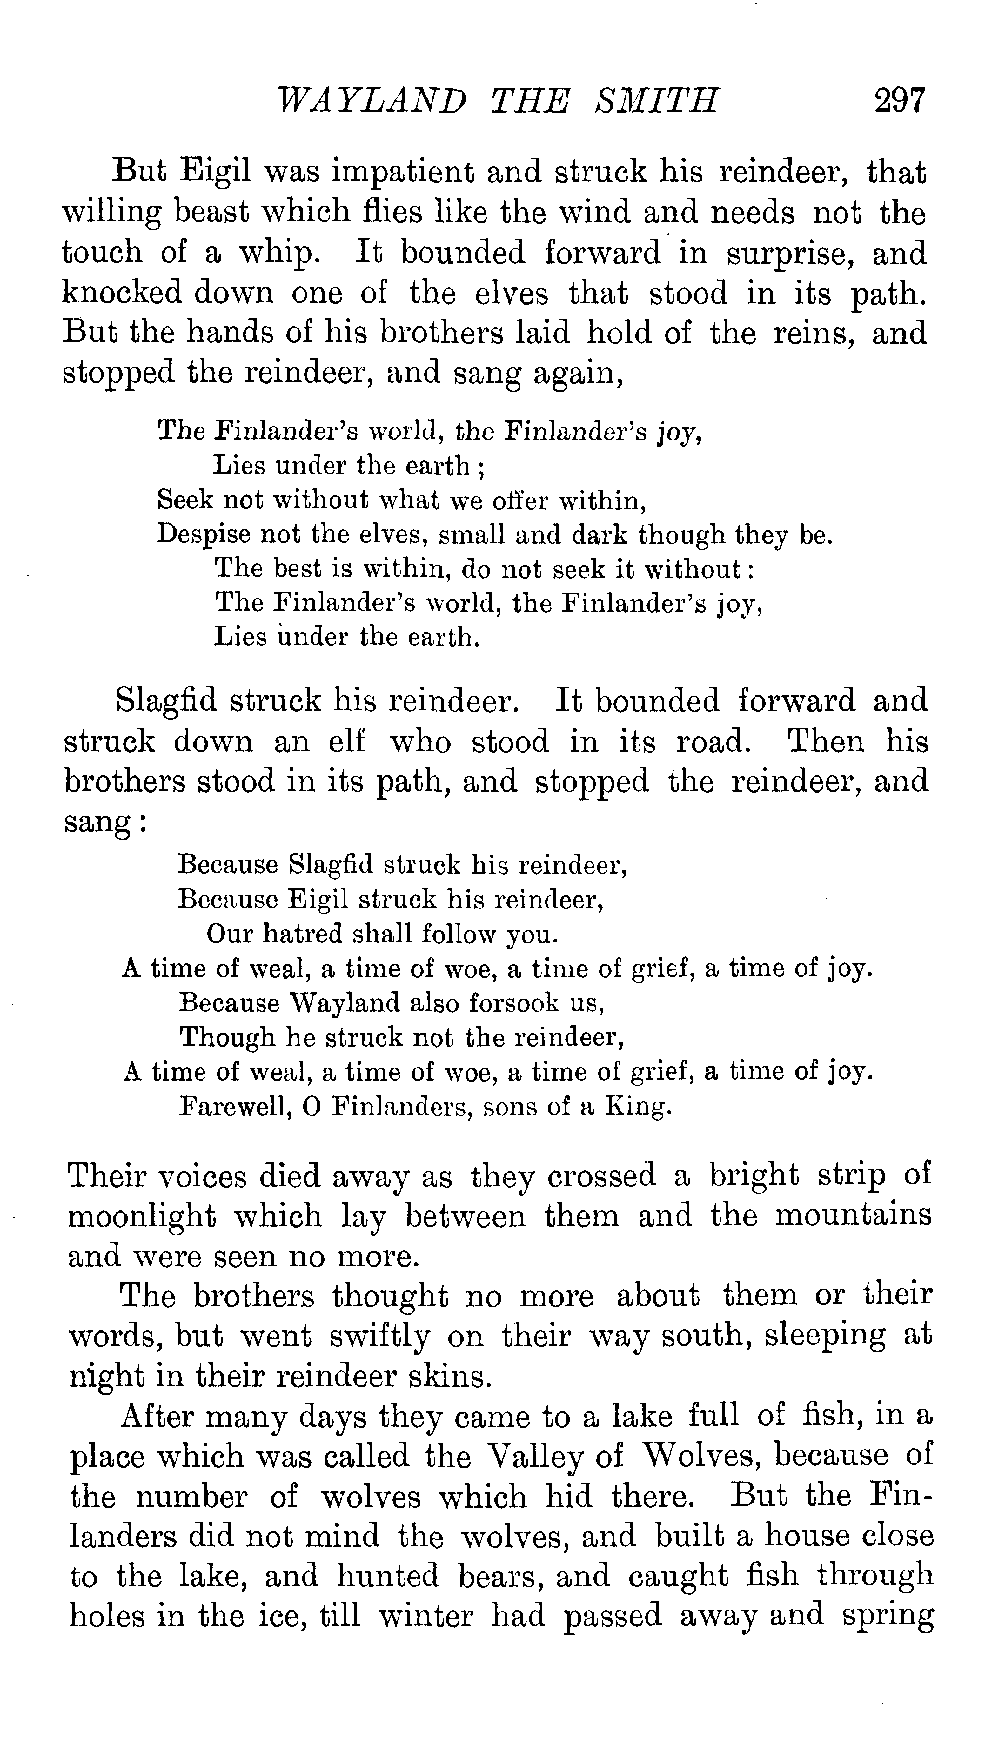 WAYLAND THE SMITH 297
But Eigil was impatient and struck his reindeer, that
willing beast which flies like the wind and needs not the
touch of a whip. It bounded forward in surprise, and
knocked down one of the elves that stood in its path.
But the hands of his brothers laid hold of the reins, and
stopped the reindeer, and sang again,
The Finlander's world, the Finlander's joy,
Lies under the earth ;
Seek not without what we offer within,
Despise not the elves, small and dark though they be.
The best is within, do not seek it without :
The Finlander's world, the Finlander's joy,
Lies under the earth.
Slagfid struck his reindeer. It bounded forward and
struck down an elf who stood in its road. Then his
brothers stood in its path, and stopped the reindeer, and
sang :
Because Slagfid struck his reindeer,
Because Eigil struck his reindeer,
Our hatred shall follow you.
A time of weal, a time of woe, a time of grief, a time of joy.
Because Wayland also forsook us,
Though he struck not the reindeer,
A time of weal, a time of woe, a time of grief, a time of joy.
Farewell, O Finlanders, sons of a King.
Their voices died away as they crossed a bright strip of
moonlight which lay between them and the mountains
and were seen no more.
The brothers thought no more about them or their
words, but went swiftly on their way south, sleeping at
night in their reindeer skins.
After many days they came to a lake full of fish, in a
place which was called the Valley of Wolves, because of
the number of wolves which hid there. But the Fin-
landers did not mind the wolves, and built a house close
to the lake, and hunted bears, and caught fish through
holes in the ice, till winter had passed away and spring